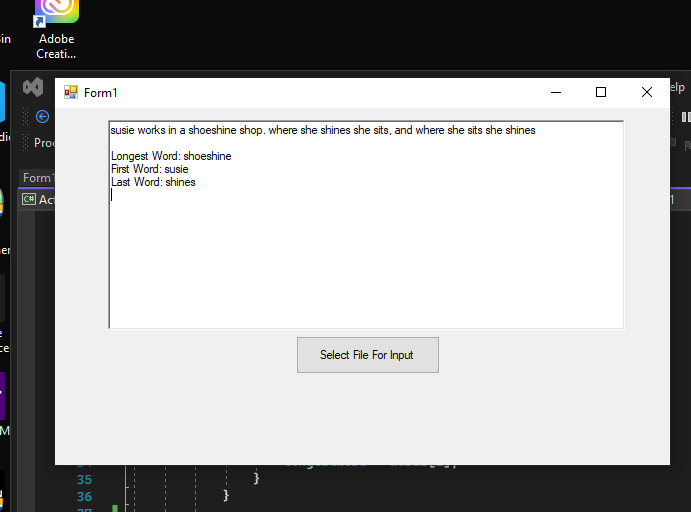 Adobe
Creati...
Form1
susie works in a shoeshine shop. where she shines she sits, and where she sits she shines
Longest Word: shoeshine
First Word: susie
Last Word: shines
Select File For Input
Form1
C#
35 }
36 }